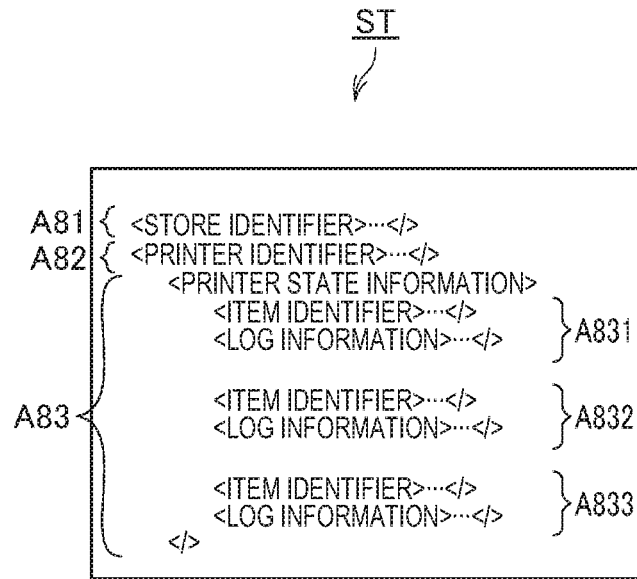 ST
A81 { <STORE IDENTIFIER>···</>
A82 { <PRINTER IDENTIFIER>···</>
<PRINTER STATE INFORMATION>
<ITEM IDENTIFIER>···</>
<LOG INFORMATION>···</>
} A831
A83 {
<ITEM IDENTIFIER>···</>
<LOG INFORMATION>···</>
} A832
<ITEM IDENTIFIER>···</>
<LOG INFORMATION>···</>
} A833
</>